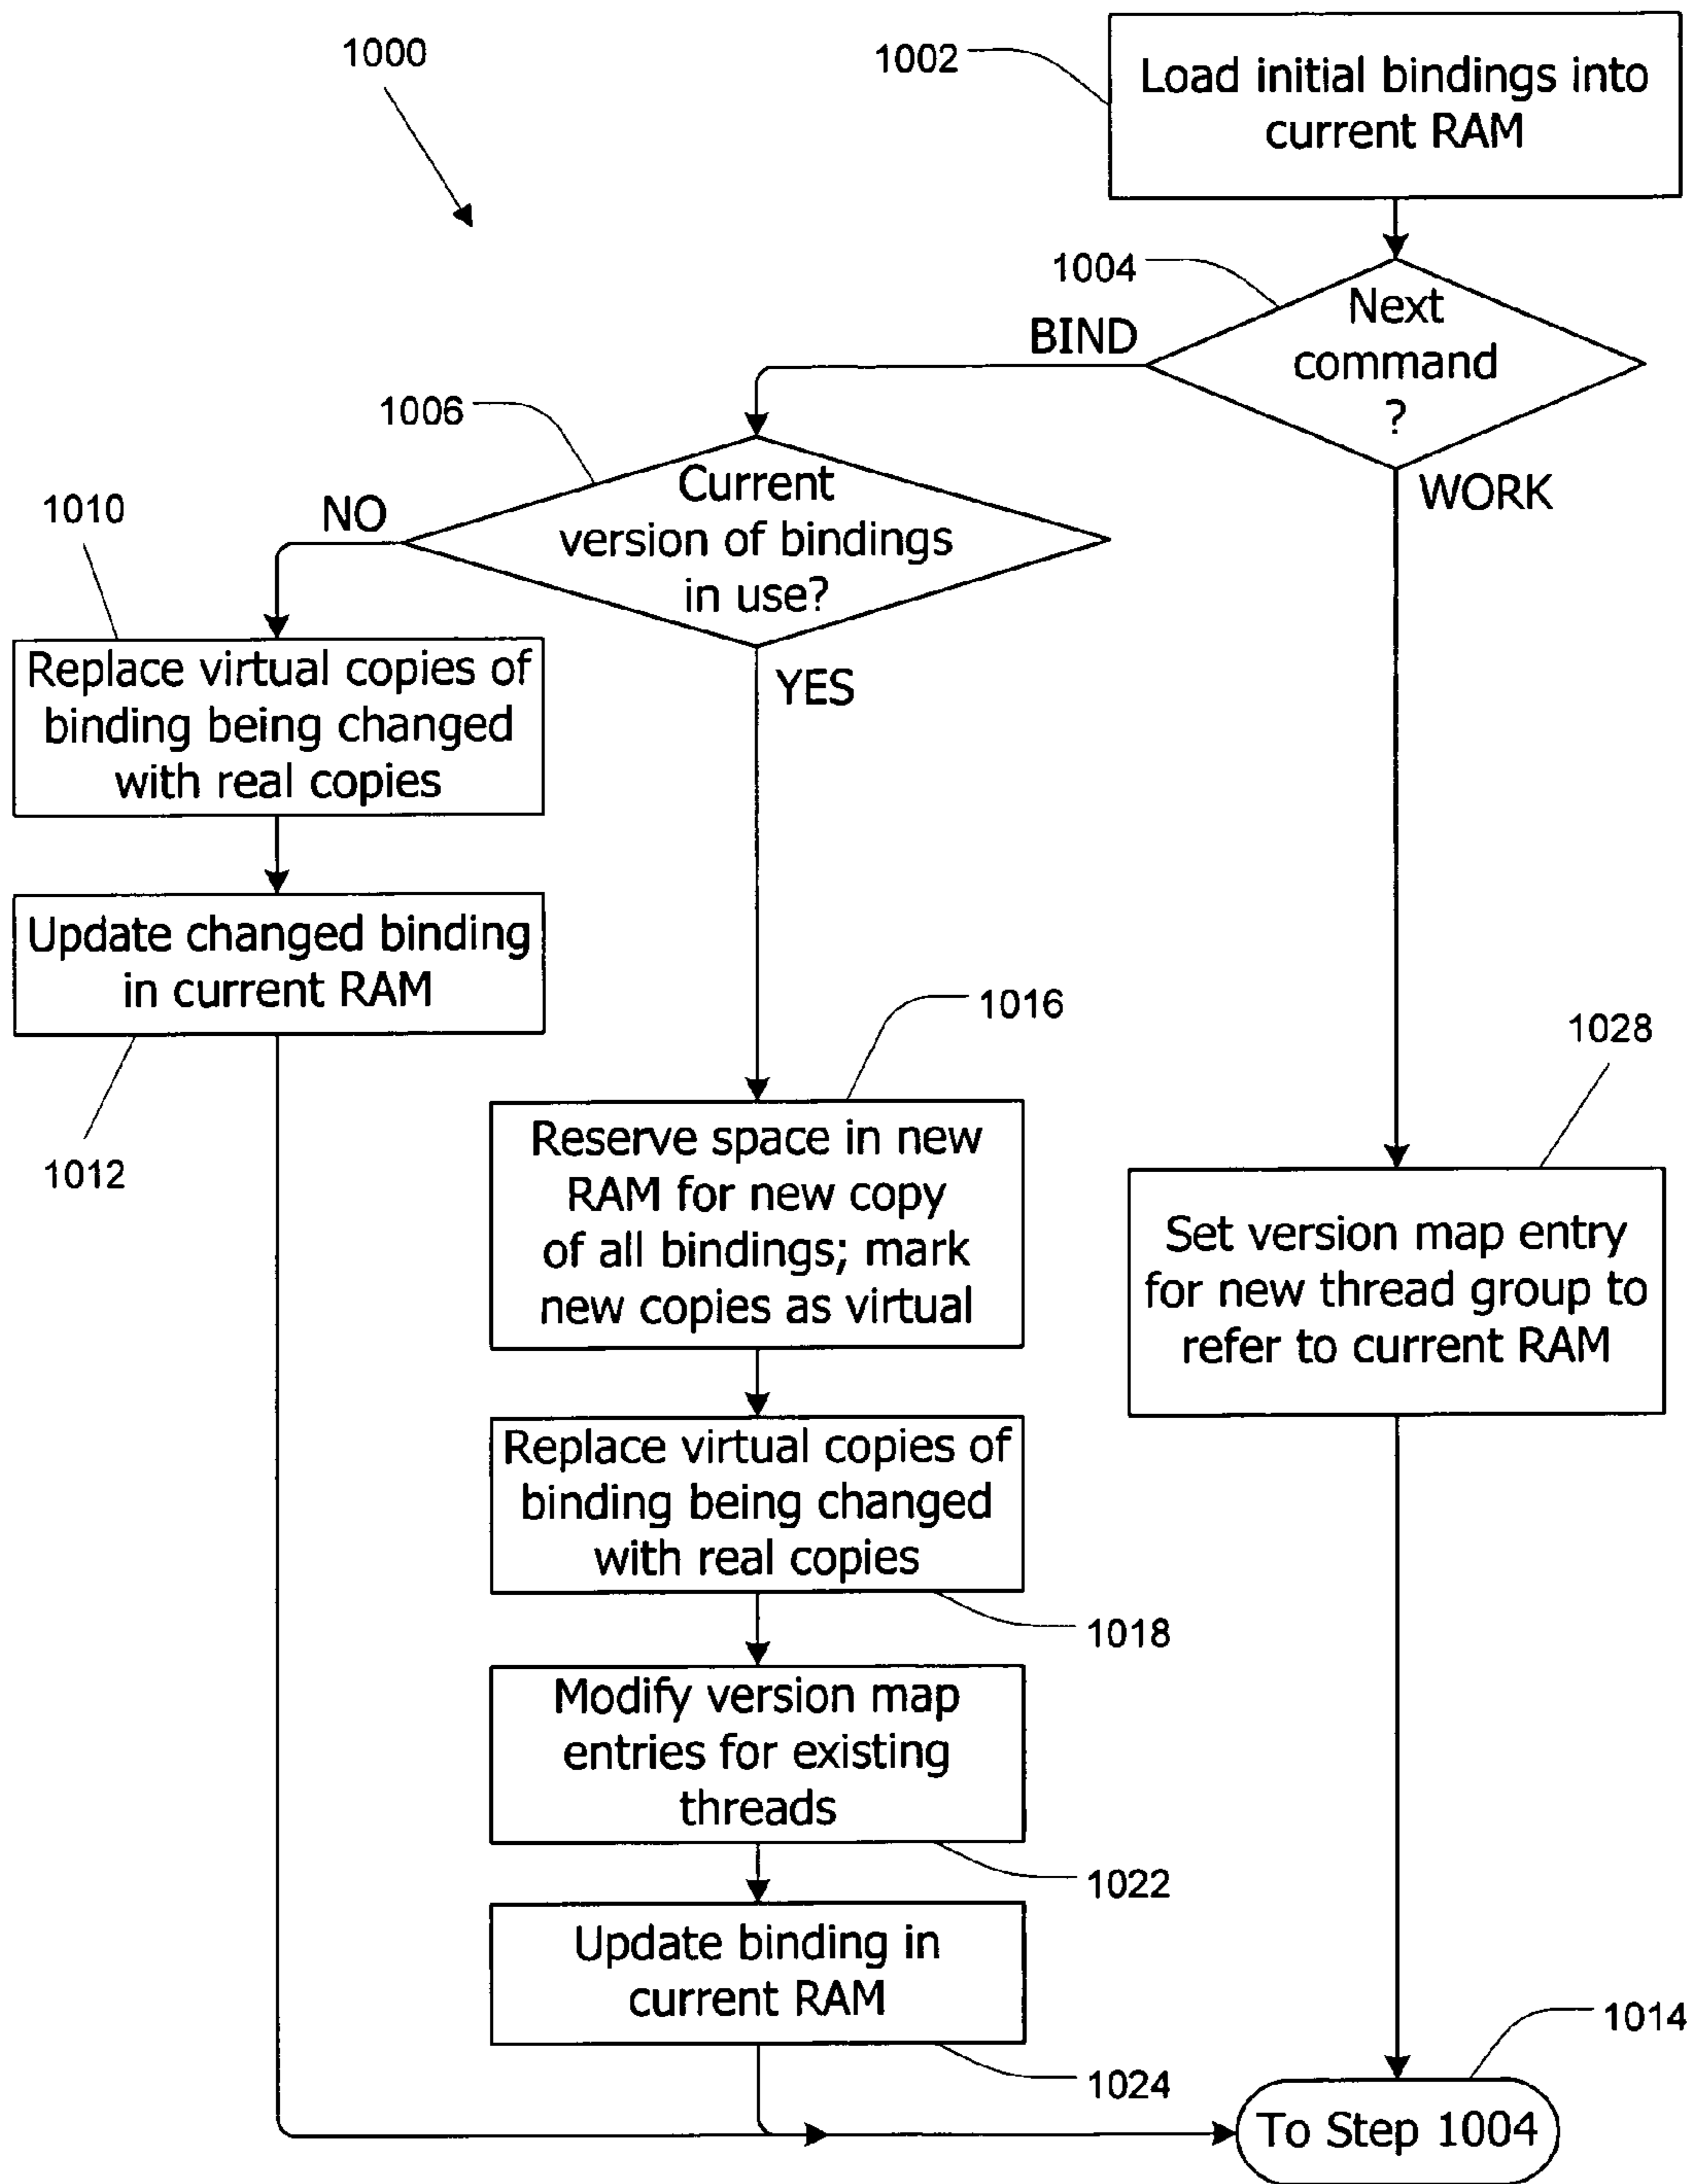 1000
1002
Load initial bindings into
current RAM
1004
Next
command
?
BIND
WORK
1006
Current
version of bindings
in use?
NO
YES
1010
Replace virtual copies of
binding being changed
with real copies
Update changed binding
in current RAM
1012
1016
Reserve space in new
RAM for new copy
of all bindings; mark
new copies as virtual
1028
Set version map entry
for new thread group to
refer to current RAM
Replace virtual copies of
binding being changed
with real copies
1018
Modify version map
entries for existing
threads
1022
Update binding in
current RAM
1024
1014
To Step 1004